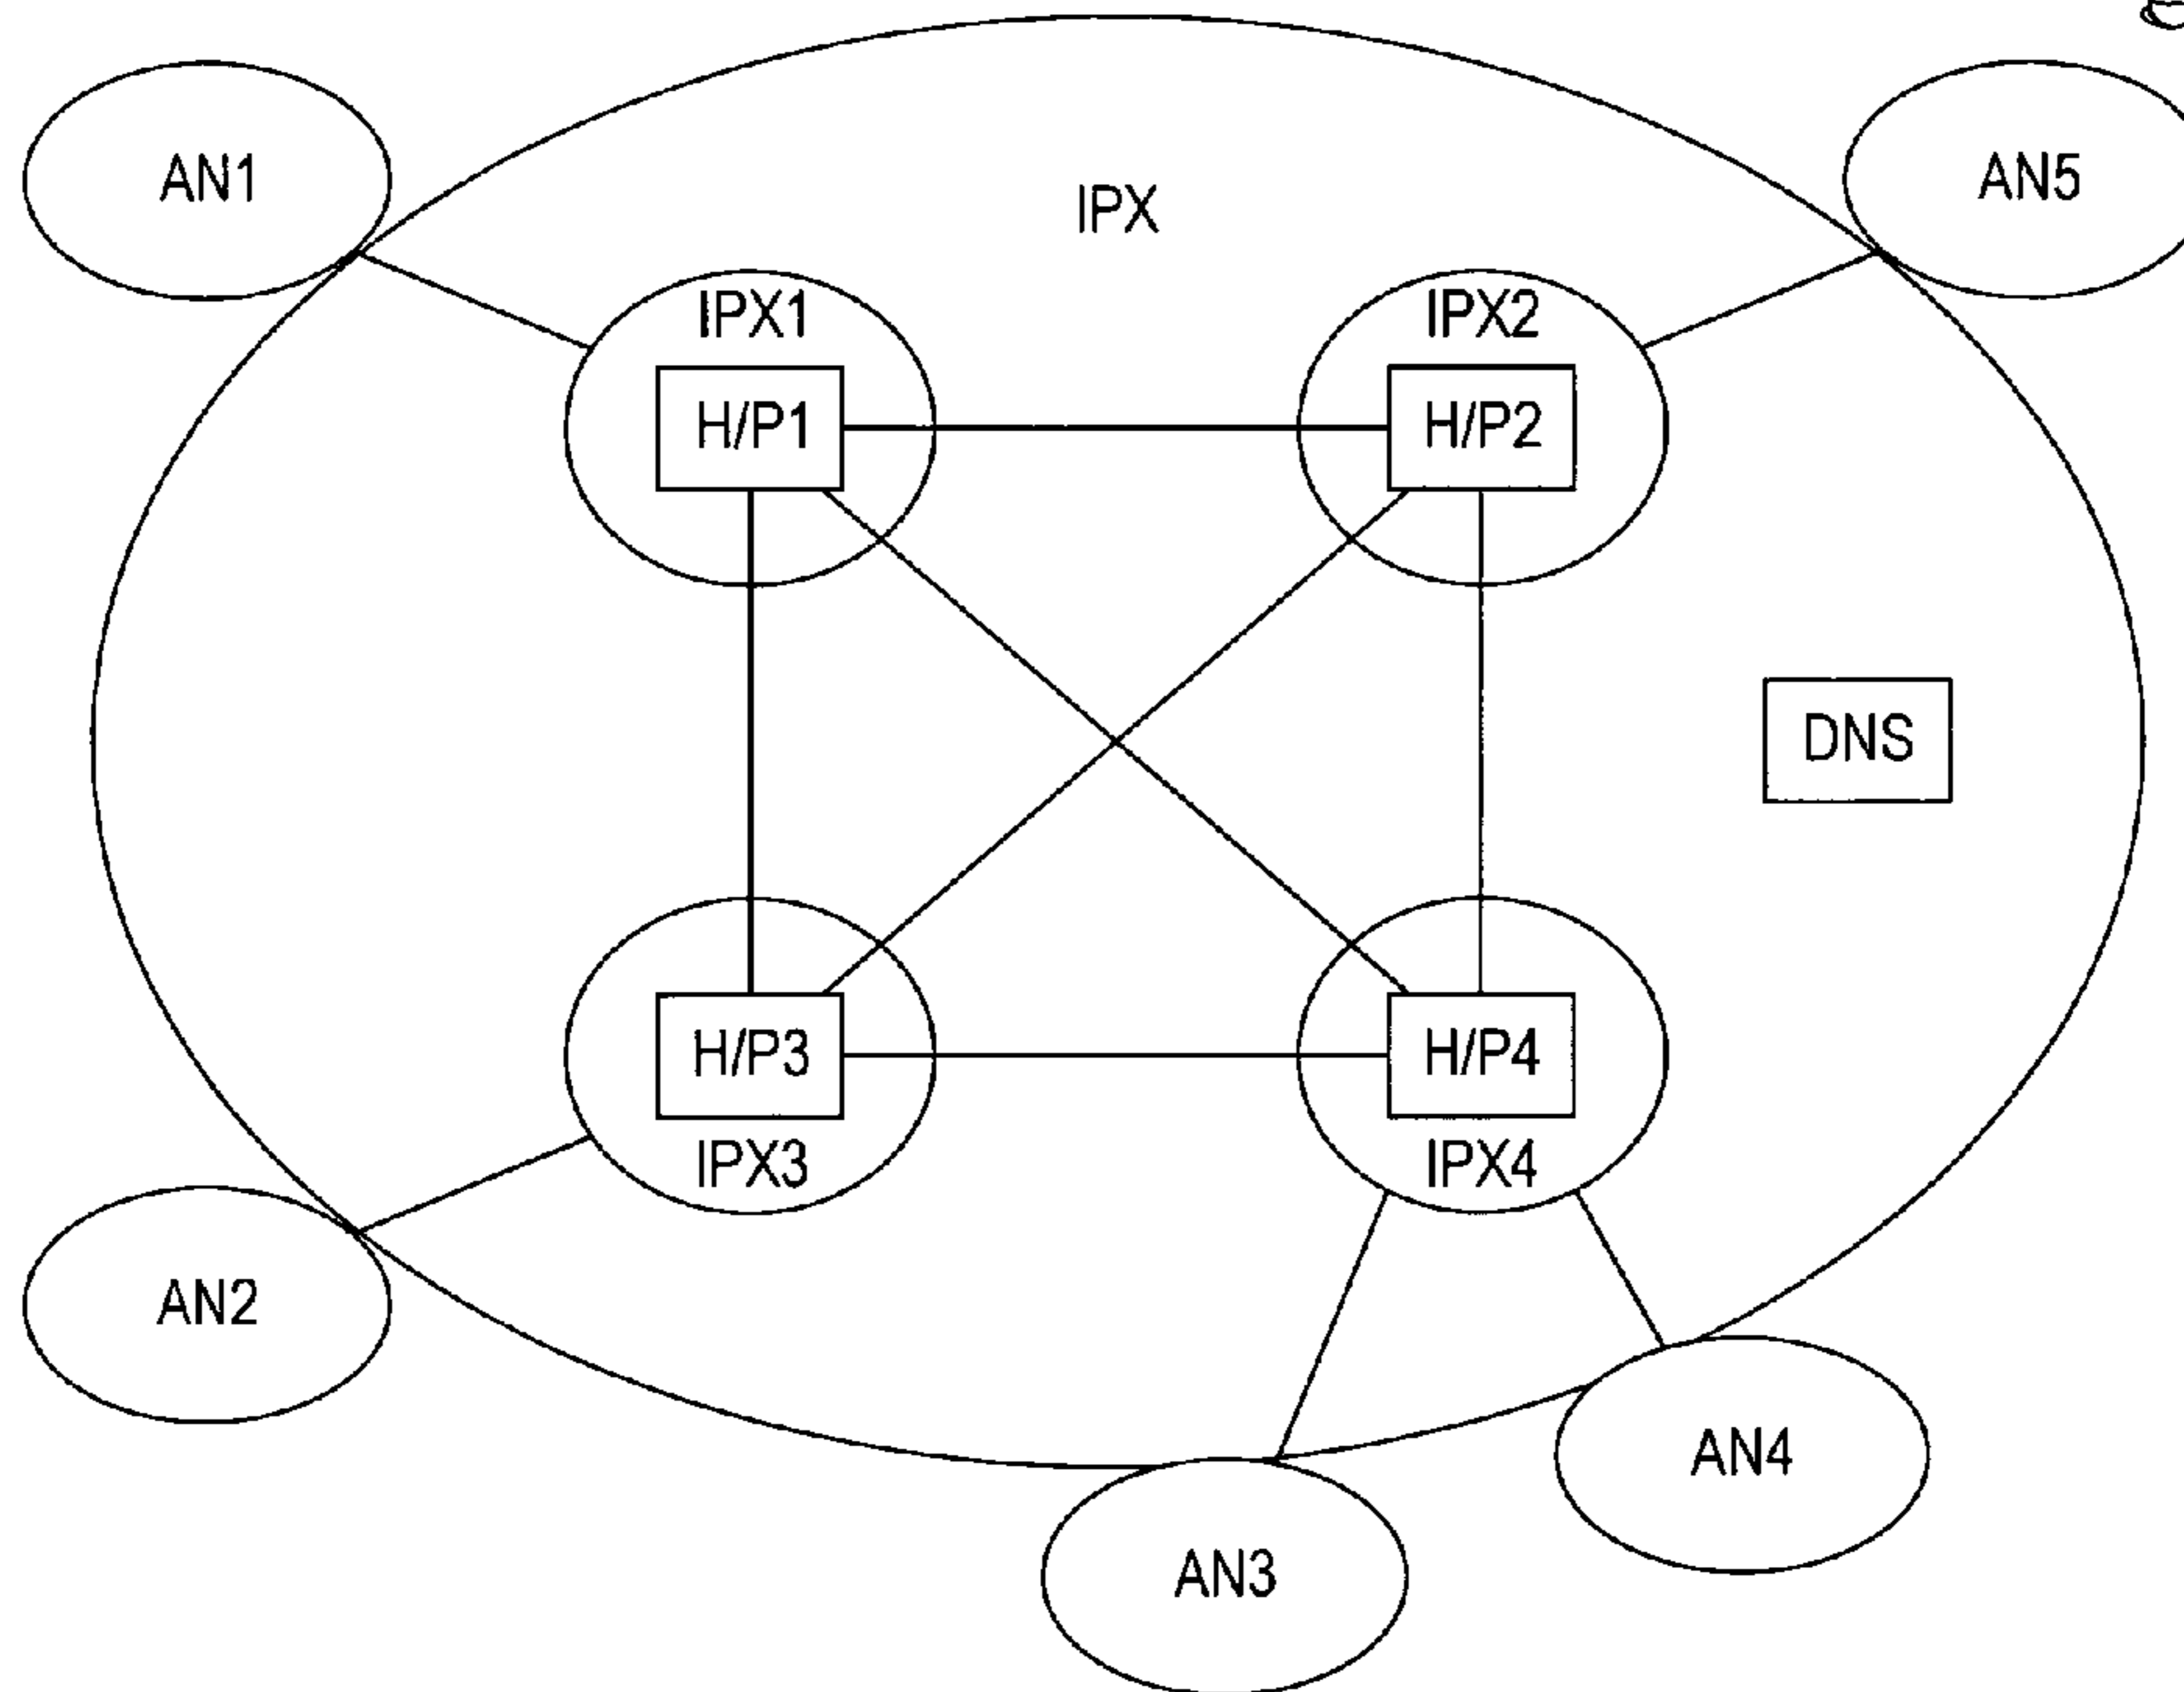 AN1
IPX
AN5
IPX1
IPX2
H/P1
H/P2
DNS
H/P3
H/P4
IPX3
IPX4
AN2
AN4
AN3